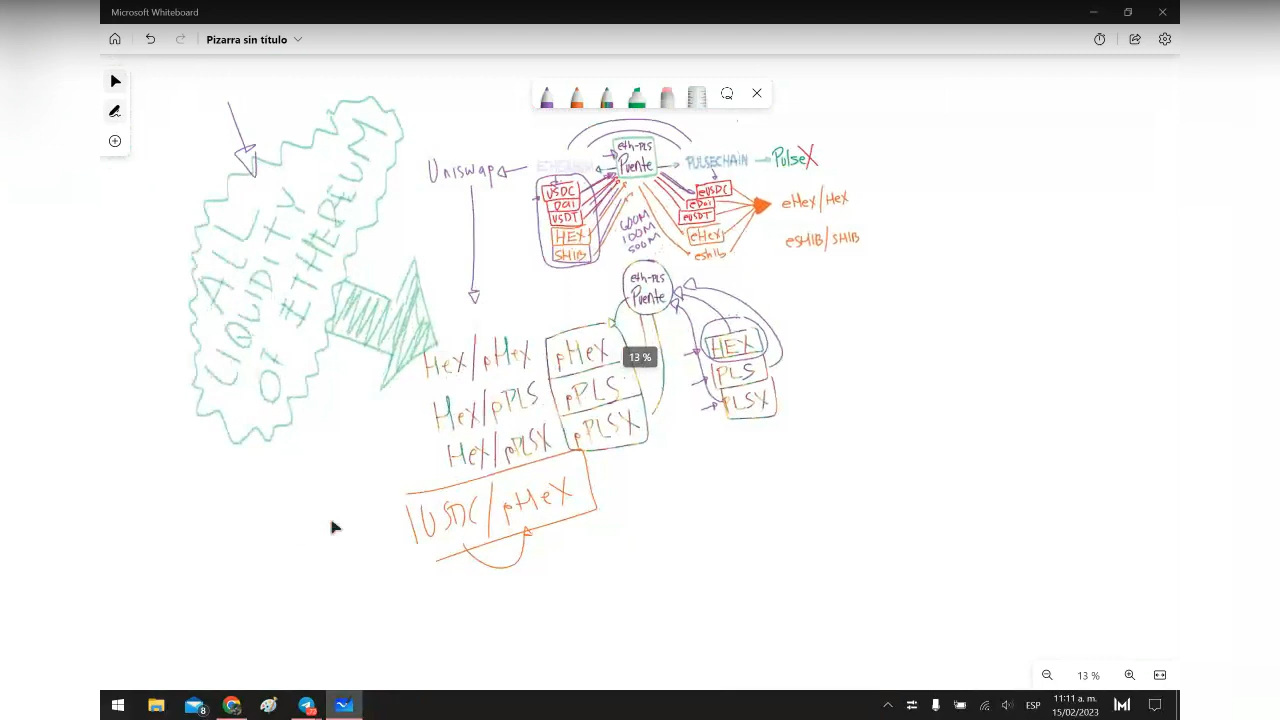 Microsoft Whiteboard
Pizarra sin título
ALL
LIQUIDITY
OF
ETHEREUM
Uniswap
eth-PLS
Puente
PULSECHAIN
PulseX
USDC
Dai
USDT
HEX
SHIB
600M
100M
500M
eUSDC
eDai
eUSDT
eHex
eshib
eHex/Hex
eSHIB/SHIB
eth-PLS
Puente
HEX
PLS
PLSX
Hex/pHex
Hex/pPLS
Hex/pPLSX
pHex
pPLS
pPLSX
13 %
USDC/pHeX
13 %
8
ESP
11:11 a. m.
15/02/2023